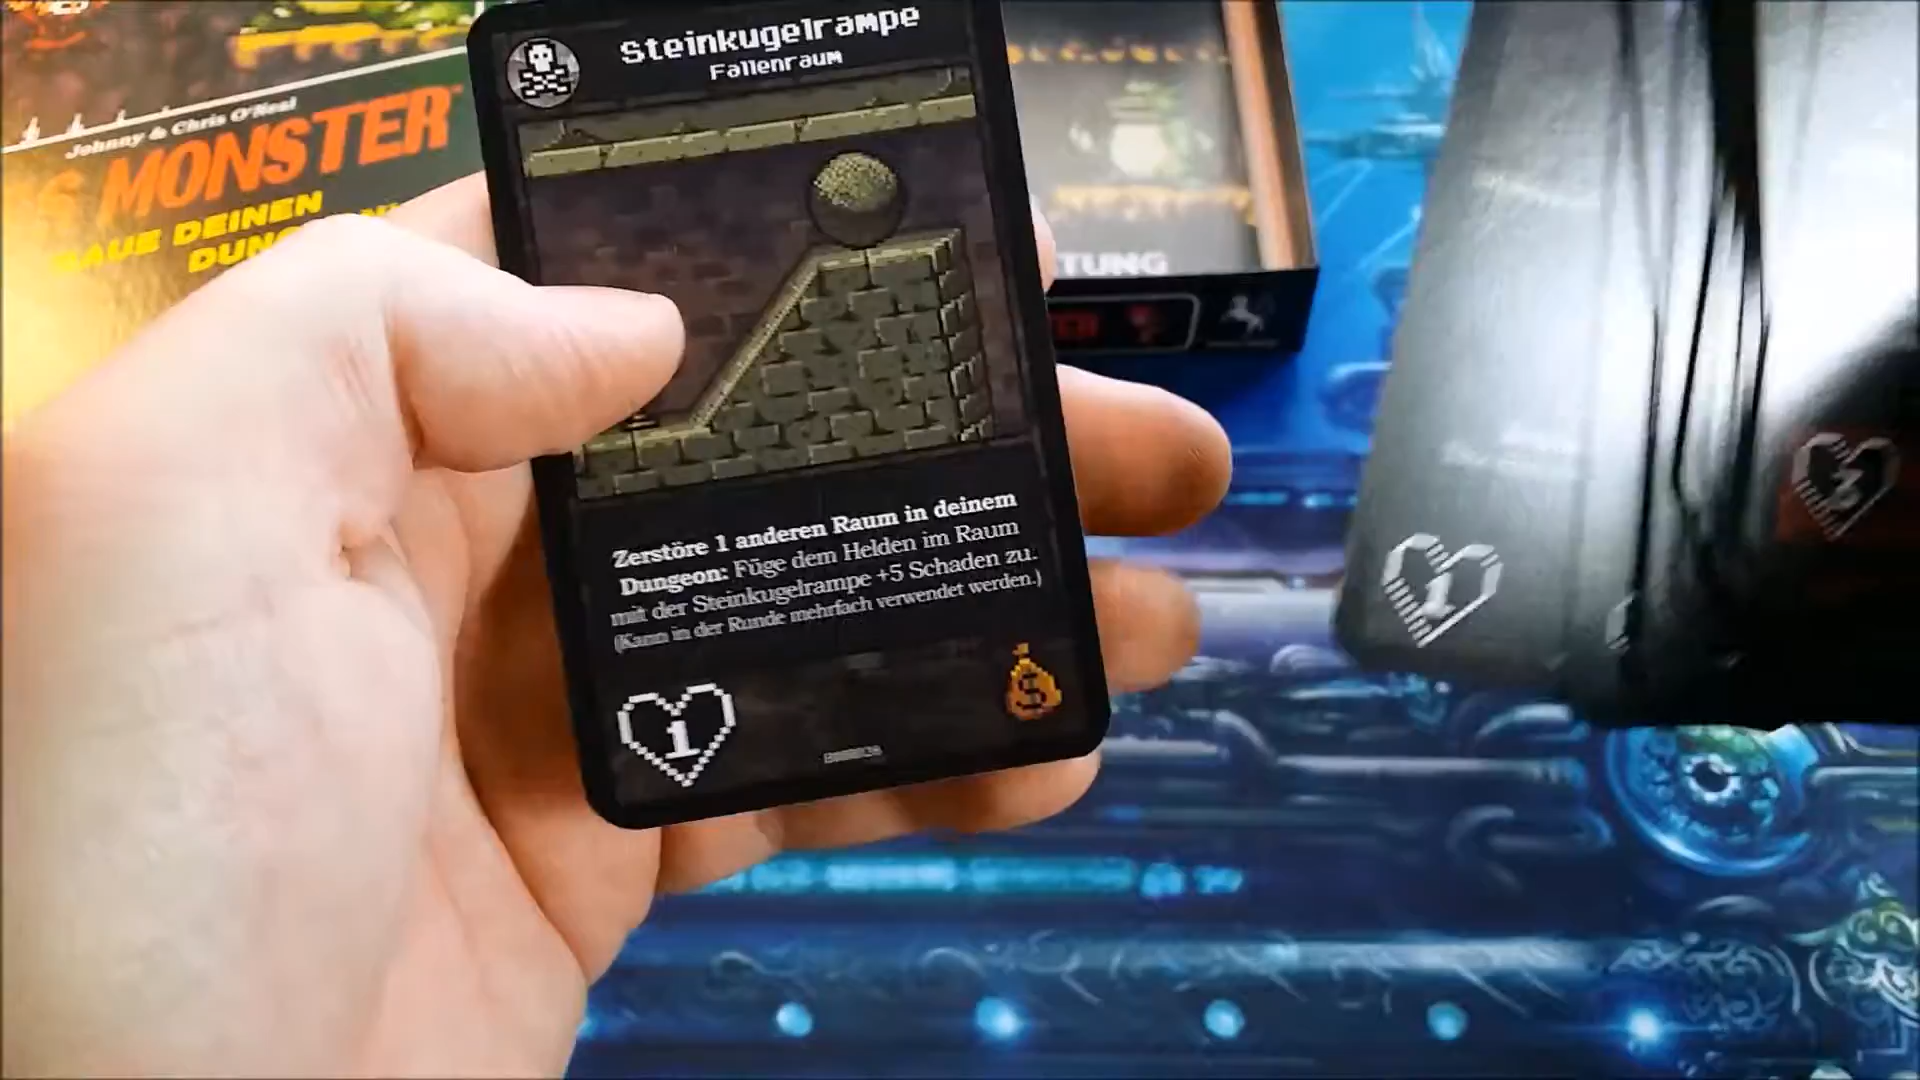 Johnny & Chris O'Neal
MONSTER
BAUE DEINEN
Steinkugelrampe
Fallenraum
Zerstöre 1 anderen Raum in deinem
Dungeon: Füge dem Helden im Raum
mit der Steinkugelrampe +5 Schaden zu.
(Kann in der Runde mehrfach verwendet werden.)
1
$
TUNG
1